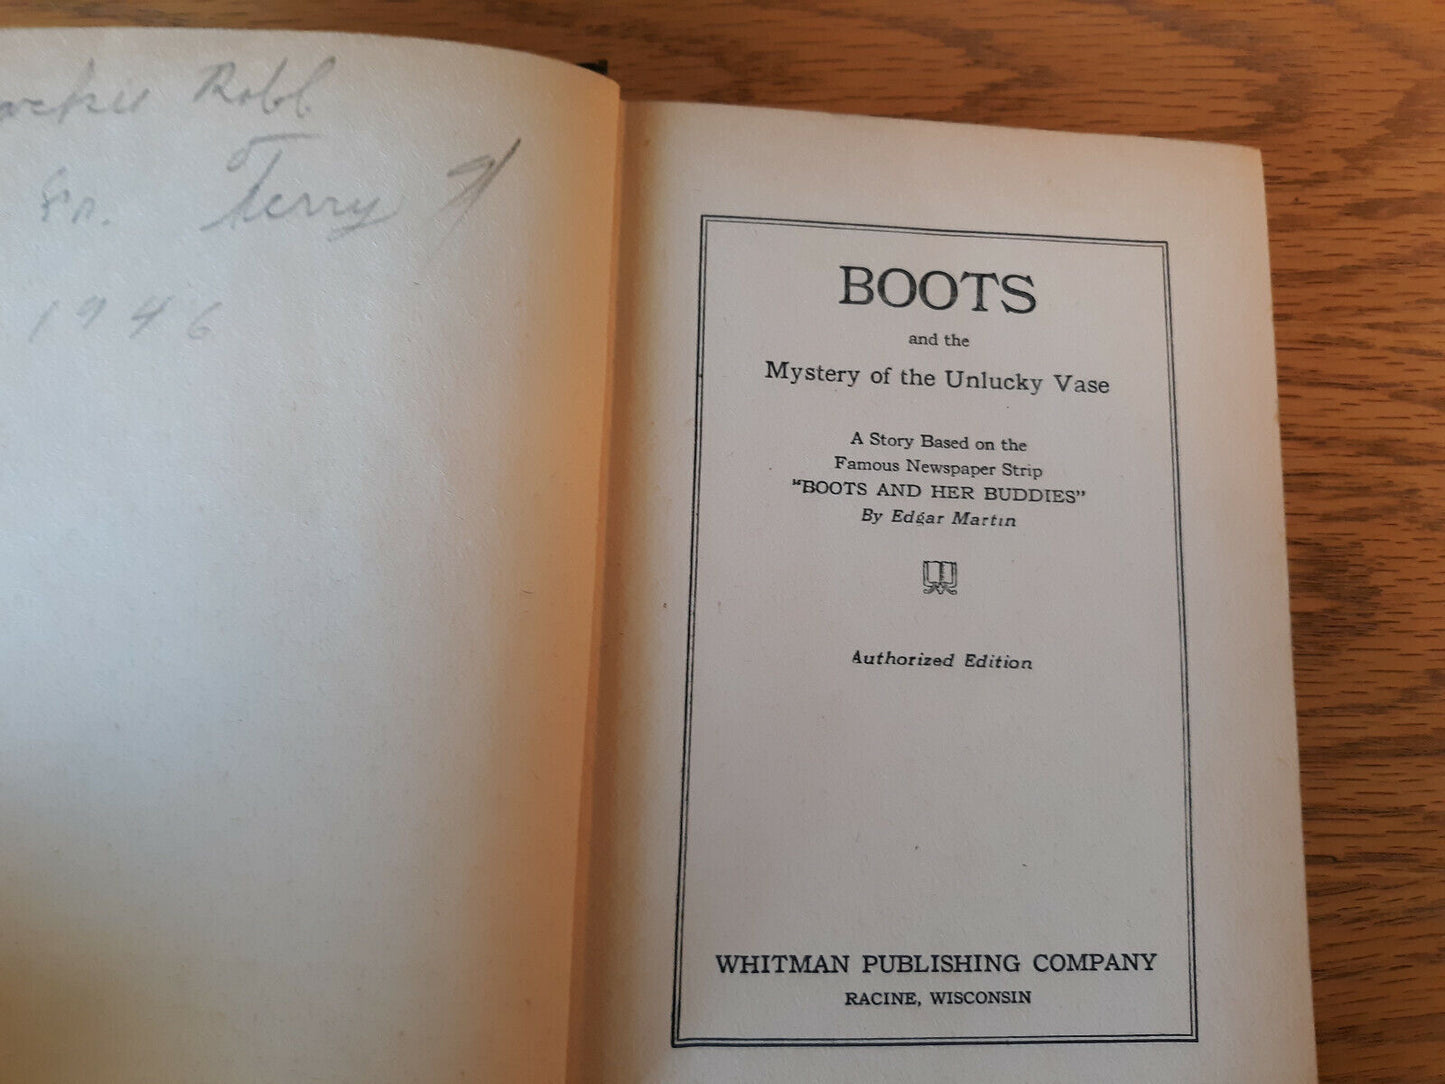 Robb
Fr. Terry
1946
BOOTS
and the
Mystery of the Unlucky Vase
A Story Based on the
Famous Newspaper Strip
"BOOTS AND HER BUDDIES"
By Edgar Martin
Authorized Edition
WHITMAN PUBLISHING COMPANY
RACINE, WISCONSIN